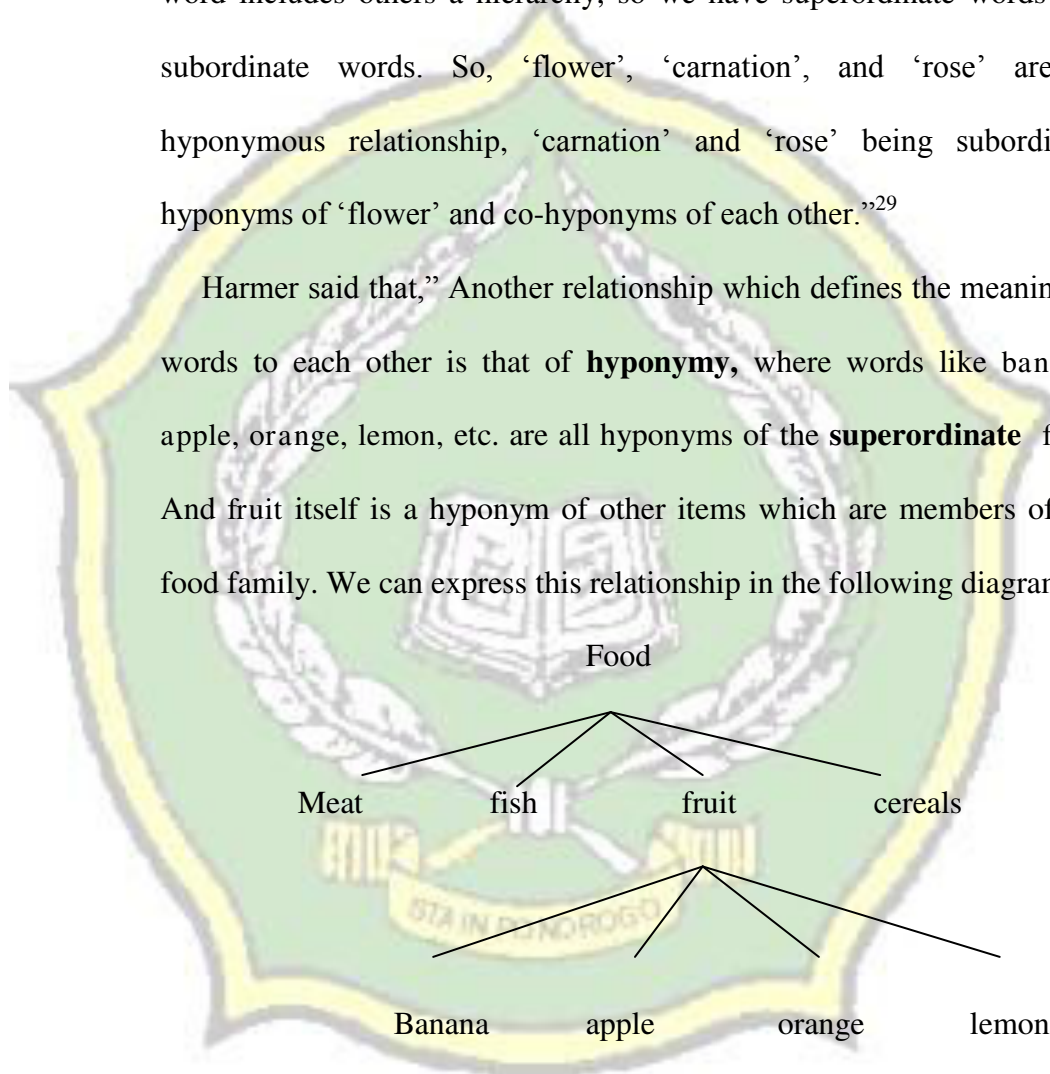 word includes others a hierarchy, so we have superordinate words
subordinate words. So, ‘flower’, ‘carnation’, and ‘rose’ are
hyponymous relationship, ‘carnation’ and ‘rose’ being subordi
hyponyms of ‘flower’ and co-hyponyms of each other.”29
Harmer said that,” Another relationship which defines the meanin
words to each other is that of hyponymy, where words like ban
apple, orange, lemon, etc. are all hyponyms of the superordinate f
And fruit itself is a hyponym of other items which are members of
food family. We can express this relationship in the following diagram
Food
Meat fish fruit cereals
STAIN PONOROGO
Banana apple orange lemon